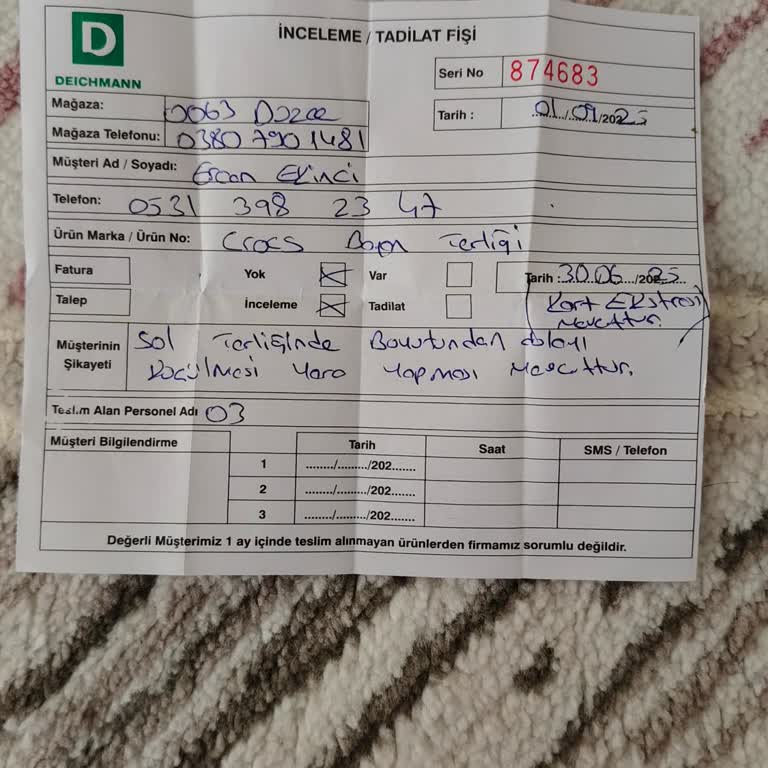 D
DEICHMANN
İNCELEME / TADİLAT FİŞİ
Seri No 874683
Tarih : 01/09/2025
Mağaza: 0063 Düzce
Mağaza Telefonu: 0380 790 1481
Müşteri Ad / Soyadı: Ercan Ekinci
Telefon: 0531 398 23 47
Ürün Marka / Ürün No: Crocs Bayan Terliği
Fatura Yok Var Tarih : 30.06./2025
Talep İnceleme Tadilat (Kart Ekstresi
Mevcuttur.)
Müşterinin Şikayeti Sol Terliğinde Boyutundan dolayı
Dökülmesi Yara Yapması Mevcuttur.
Teslim Alan Personel Adı 03
Müşteri Bilgilendirme Tarih Saat SMS / Telefon
1 ......../........./202.......
2 ......../........./202.......
3 ......../........./202.......
Değerli Müşterimiz 1 ay içinde teslim alınmayan ürünlerden firmamız sorumlu değildir.